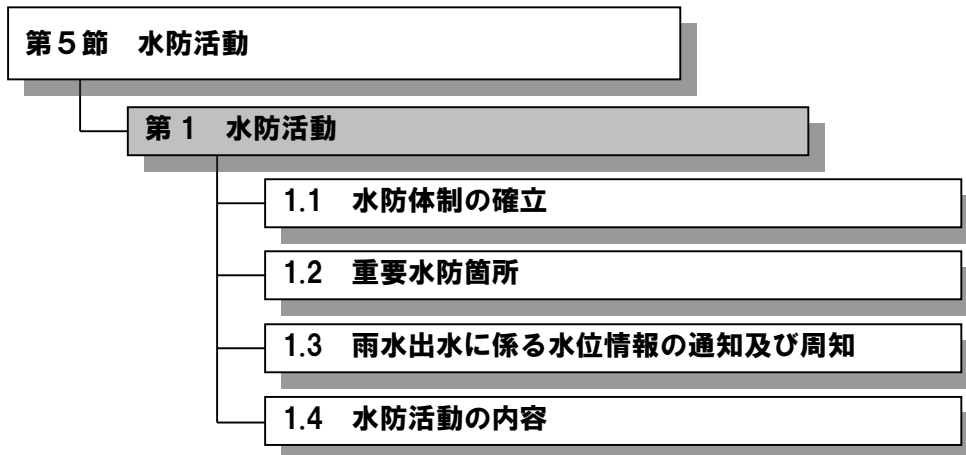 第5節　水防活動
第１　水防活動
1.1　水防体制の確立
1.2　重要水防箇所
1.3　雨水出水に係る水位情報の通知及び周知
1.4　水防活動の内容